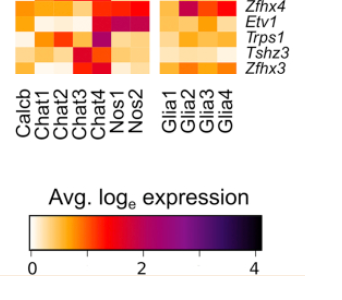 Zfhx4
Etv1
Trps1
Tshz3
Zfhx3
Calcb
Chat1
Chat2
Chat3
Chat4
Nos1
Nos2
Glia1
Glia2
Glia3
Glia4
Avg. logₑ expression
0 2 4